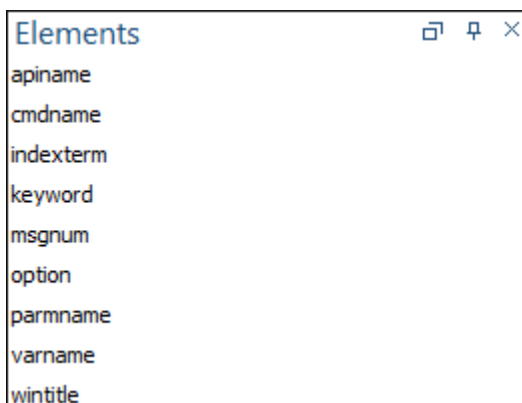 Elements
apiname
cmdname
indexterm
keyword
msgnum
option
parmname
varname
wintitle